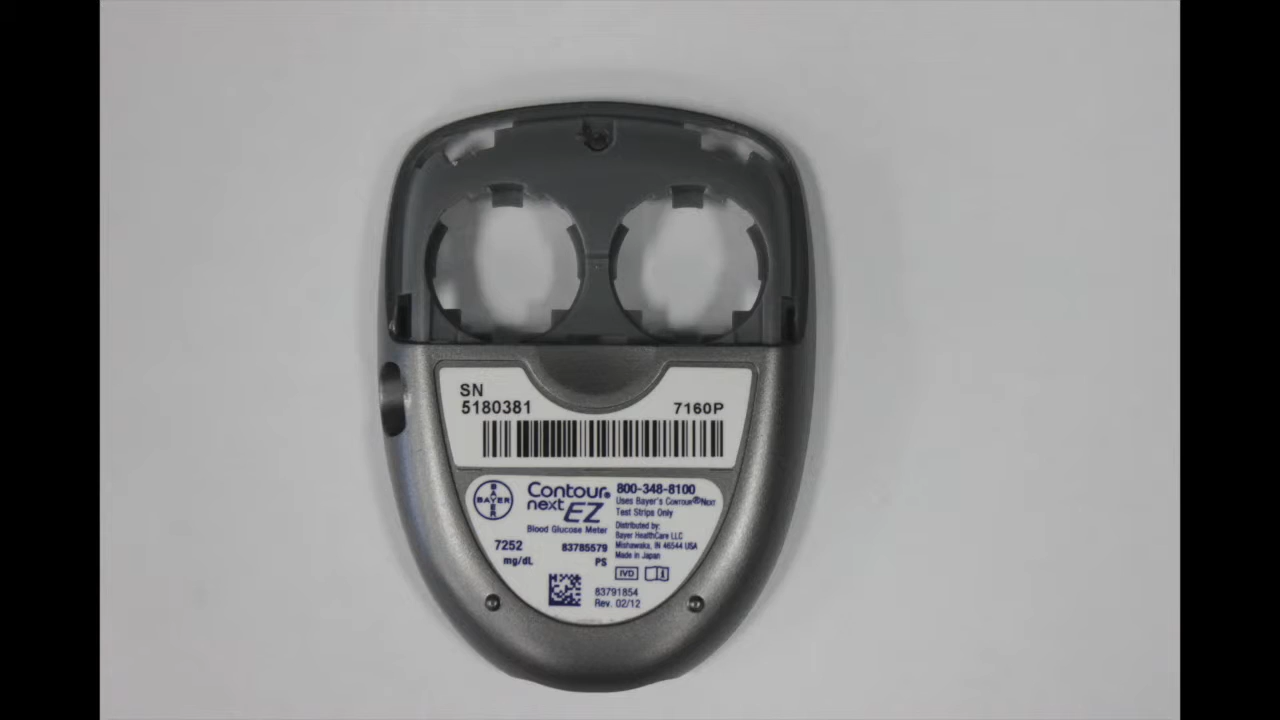 SN
5180381
7160P
BAYER
BAYER
Contour®
next EZ
Blood Glucose Meter
7252
mg/dL
83785579
PS
800-348-8100
Uses Bayer's Contour® Next
Test Strips Only
Distributed by:
Bayer HealthCare LLC
Mishawaka, IN 46544 USA
Made in Japan
IVD
i
83791854
Rev. 02/12